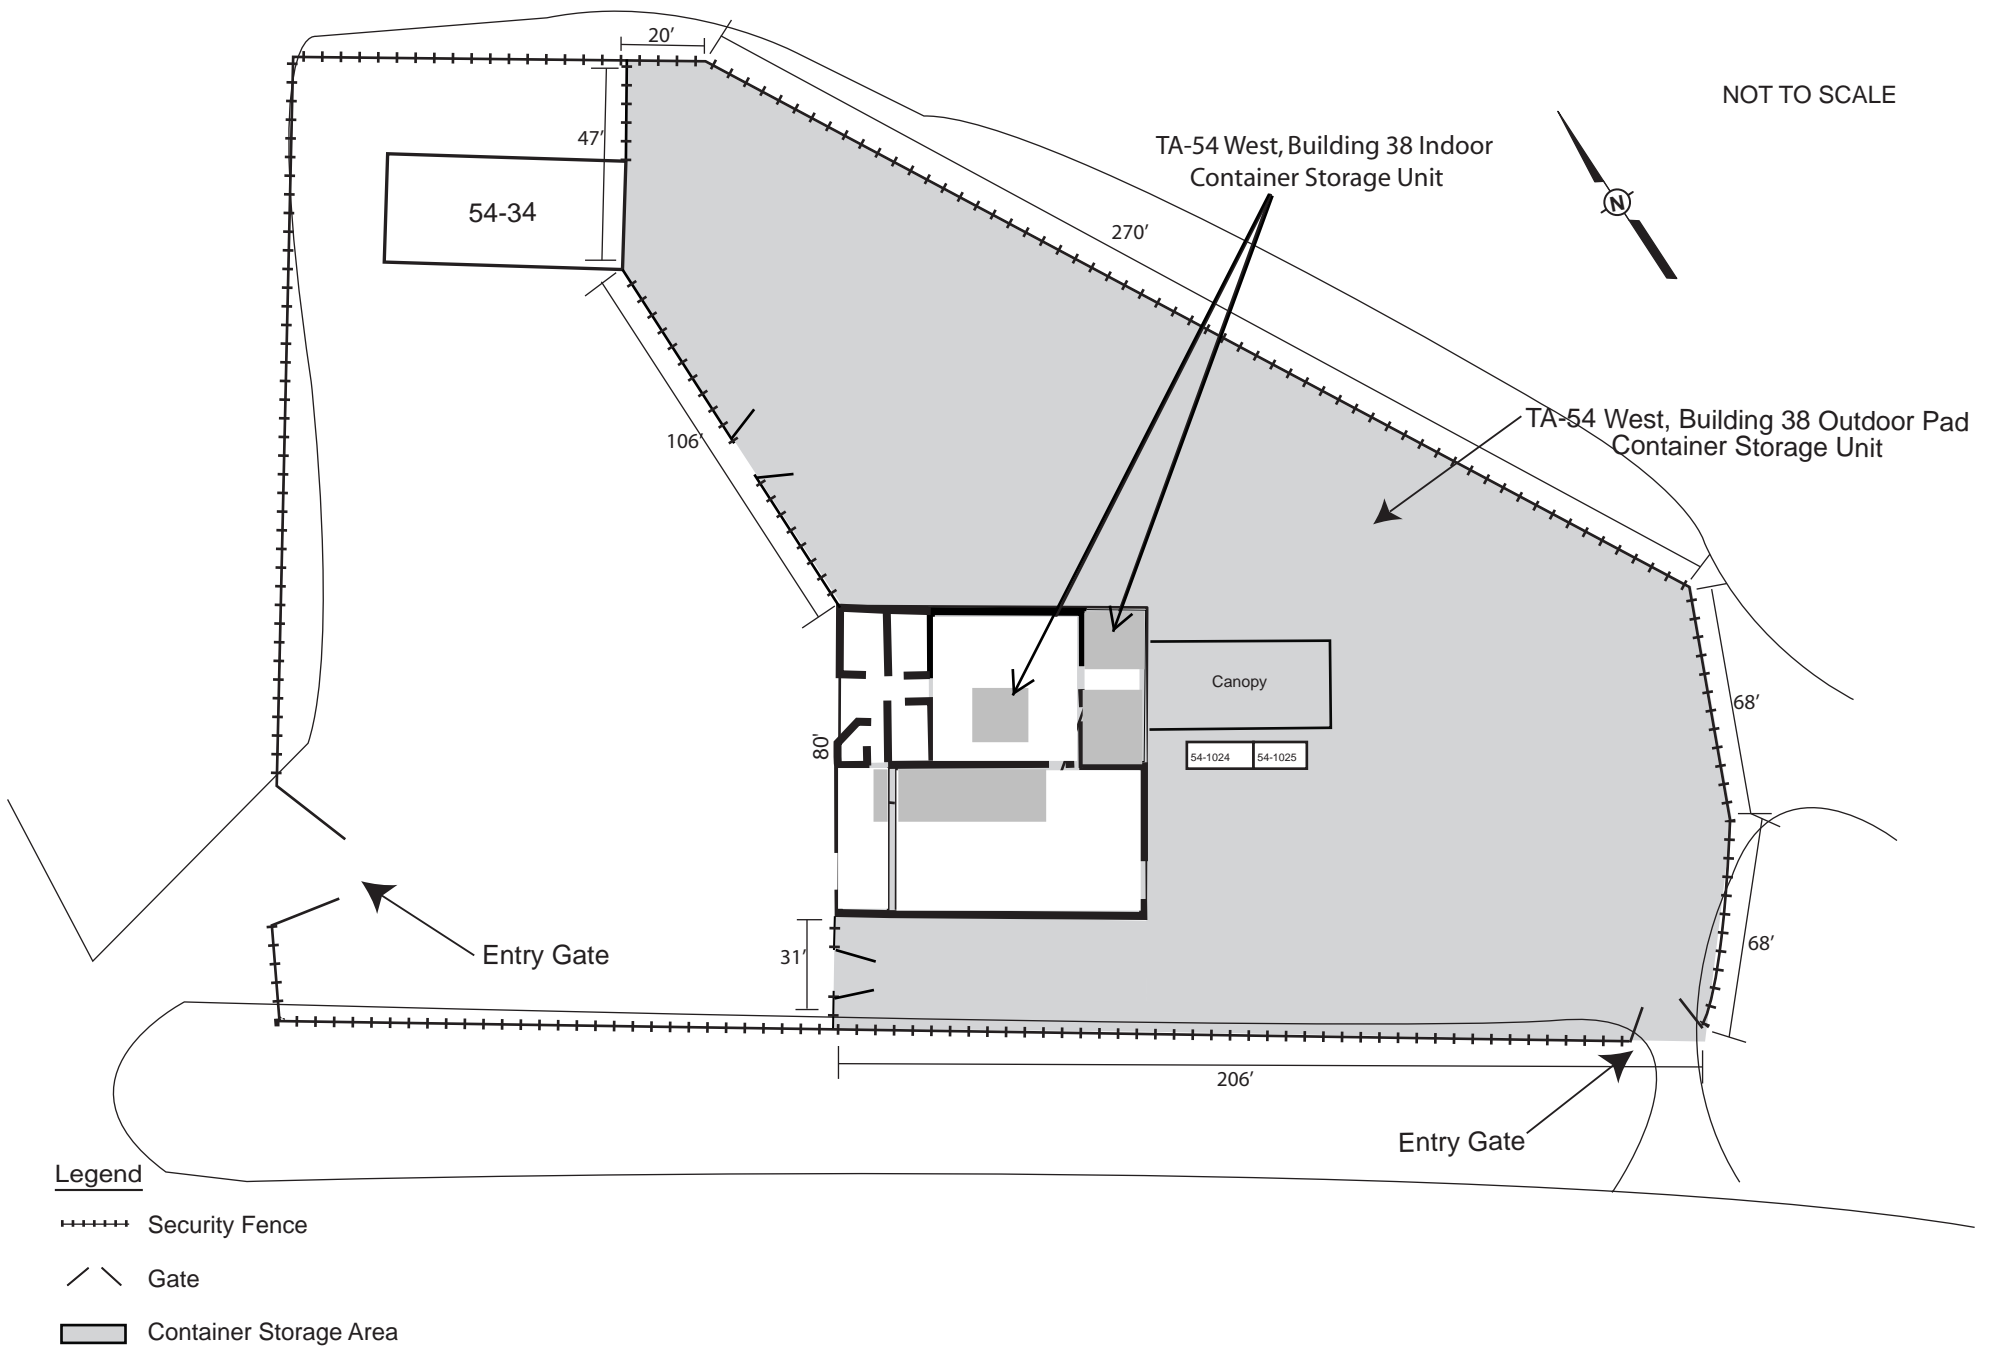 20’
NOT TO SCALE
47’
TA-54 West, Building 38 Indoor
Container Storage Unit
N
54-34
270’
TA-54 West, Building 38 Outdoor Pad
Container Storage Unit
106’
Canopy
68’
80’
54-1024
54-1025
31’
68’
Entry Gate
206’
Entry Gate
Legend
Security Fence
Gate
Container Storage Area